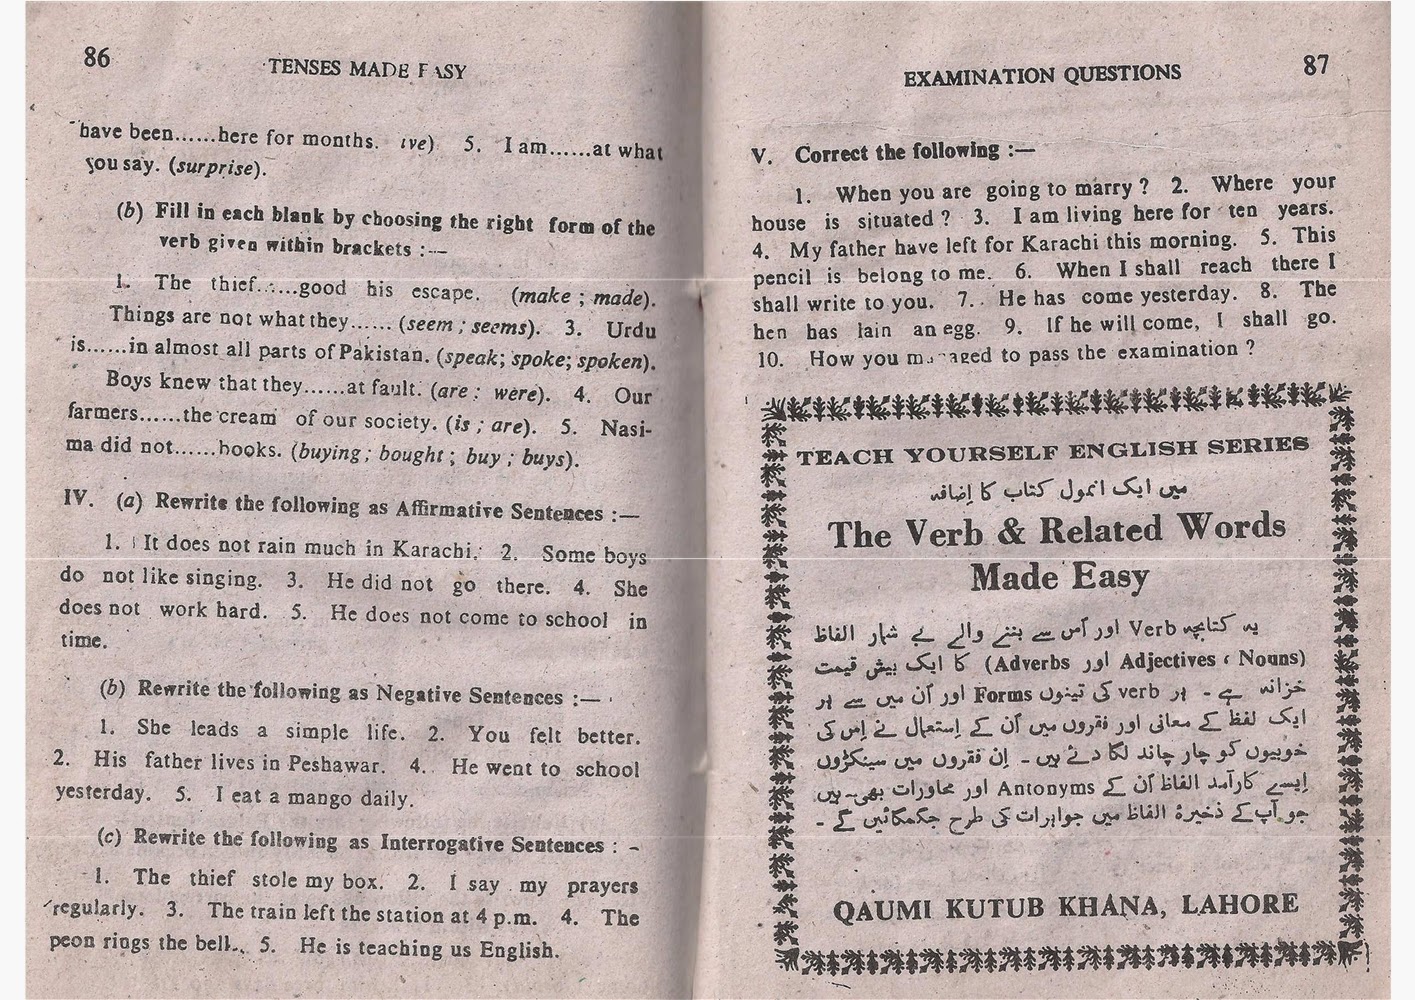 86
TENSES MADE EASY
have been......here for months. ive) 5. I am......at what
you say. (surprise).
(b) Fill in each blank by choosing the right form of the
verb given within brackets :—
1. The thief......good his escape. (make ; made).
Things are not what they...... (seem ; seems). 3. Urdu
is......in almost all parts of Pakistan. (speak; spoke; spoken).
Boys knew that they......at fault. (are : were). 4. Our
farmers......the cream of our society. (is ; are). 5. Nasi-
ma did not......books. (buying ; bought ; buy ; buys).
IV. (a) Rewrite the following as Affirmative Sentences :—
1. It does not rain much in Karachi. 2. Some boys
do not like singing. 3. He did not go there. 4. She
does not work hard. 5. He does not come to school in
time.
(b) Rewrite the following as Negative Sentences :—
1. She leads a simple life. 2. You felt better.
2. His father lives in Peshawar. 4. He went to school
yesterday. 5. I eat a mango daily.
(c) Rewrite the following as Interrogative Sentences : -
1. The thief stole my box. 2. I say my prayers
regularly. 3. The train left the station at 4 p.m. 4. The
peon rings the bell. 5. He is teaching us English.
EXAMINATION QUESTIONS
87
V. Correct the following :—
1. When you are going to marry ? 2. Where your
house is situated ? 3. I am living here for ten years.
4. My father have left for Karachi this morning. 5. This
pencil is belong to me. 6. When I shall reach there I
shall write to you. 7. He has come yesterday. 8. The
hen has lain an egg. 9. If he will come, I shall go.
10. How you managed to pass the examination ?
TEACH YOURSELF ENGLISH SERIES
میں ایک انمول کتاب کا اِضافہ
The Verb & Related Words
Made Easy
یہ کتابچہ Verb اور اُس سے بننے والے بے شمار الفاظ
(Nouns ، Adjectives اور Adverbs) کا ایک بیش قیمت
خزانہ ہے - ہر verb کی تینوں Forms اور اُن میں سے ہر
ایک لفظ کے معانی اور فقروں میں اُن کے اِستعمال نے اِس کی
خوبیوں کو چار چاند لگا دئے ہیں - اِن فقروں میں سینکڑوں
ایسے کارآمد الفاظ اُن کے Antonyms اور محاورات بھی ہیں
جو آپ کے ذخیرۂ الفاظ میں جواہرات کی طرح جگمگائیں گے -
QAUMI KUTUB KHANA, LAHORE